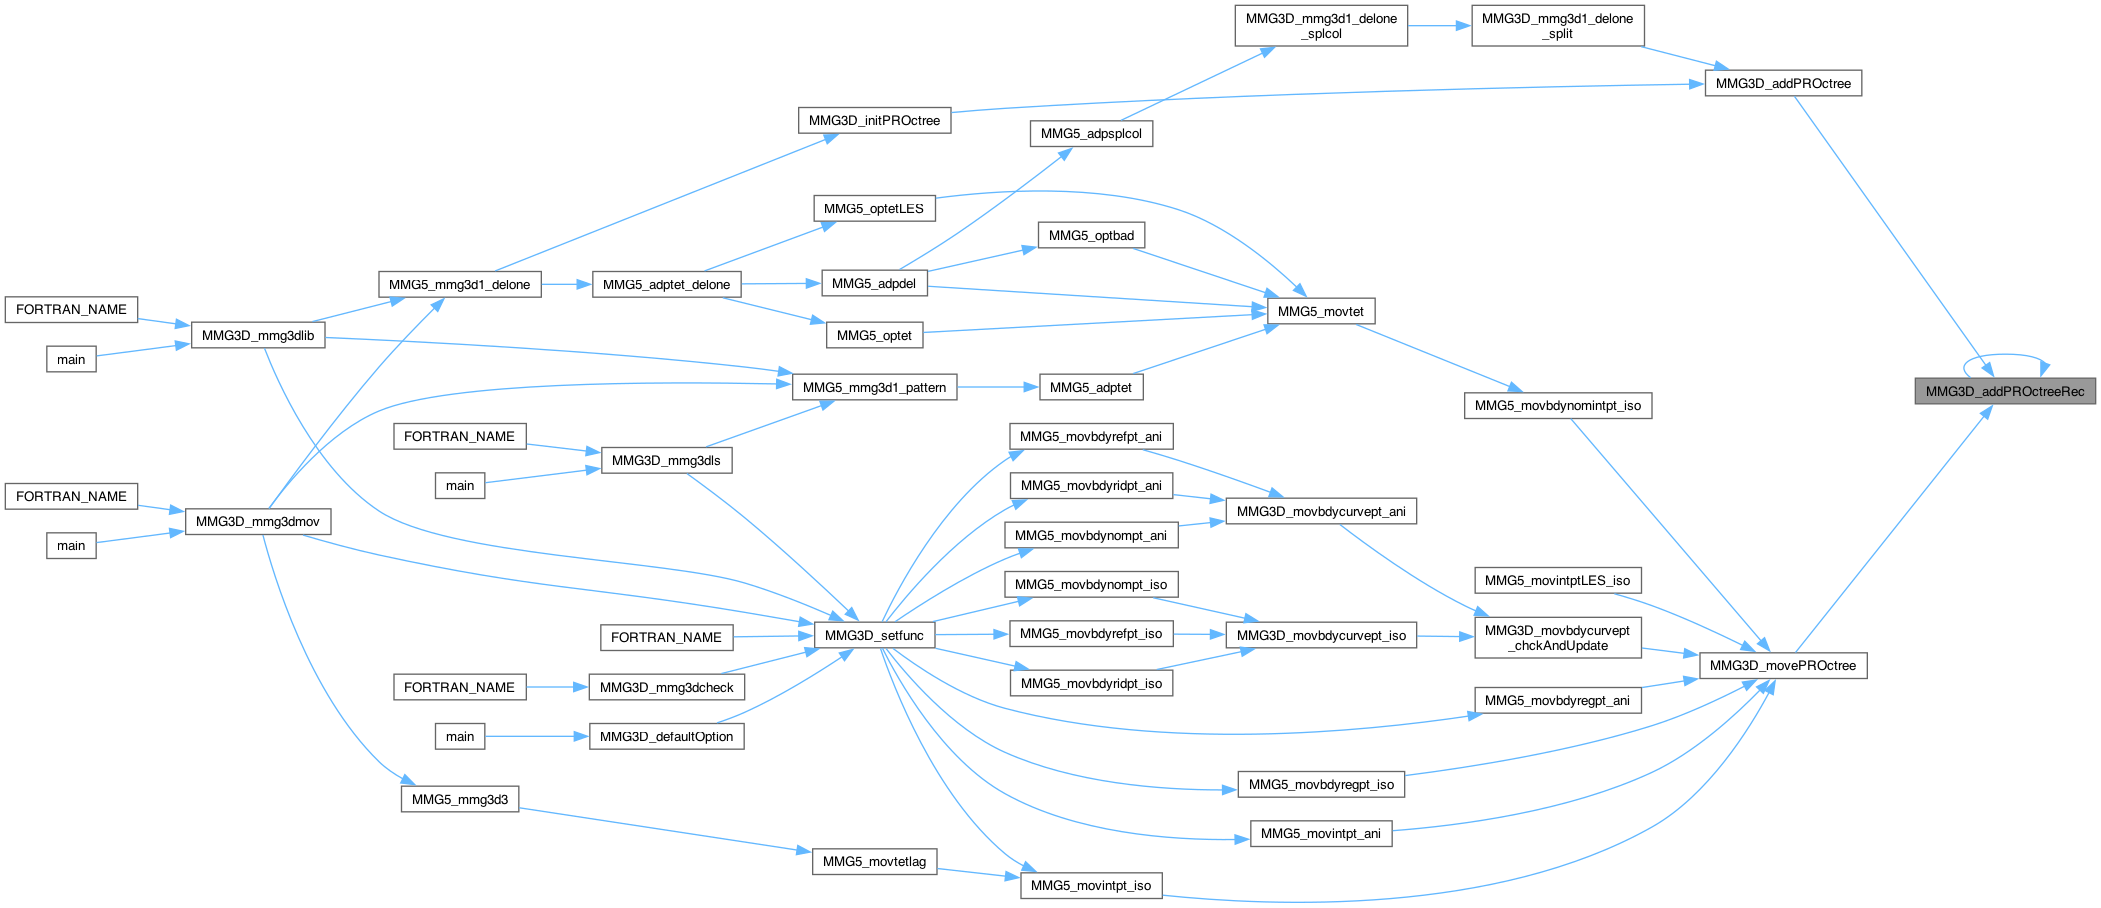 MMG3D_mmg3d1_delone
_splcol
MMG3D_mmg3d1_delone
_split
MMG3D_addPROctree
MMG3D_initPROctree
MMG5_adpsplcol
MMG5_optetLES
MMG5_optbad
MMG5_mmg3d1_delone
MMG5_adptet_delone
MMG5_adpdel
FORTRAN_NAME
MMG5_movtet
MMG3D_mmg3dlib
MMG5_optet
main
MMG5_mmg3d1_pattern
MMG5_adptet
MMG3D_addPROctreeRec
MMG5_movbdynomintpt_iso
FORTRAN_NAME
MMG5_movbdyrefpt_ani
MMG3D_mmg3dls
main
MMG5_movbdyridpt_ani
FORTRAN_NAME
MMG3D_movbdycurvept_ani
MMG3D_mmg3dmov
MMG5_movbdynompt_ani
main
MMG5_movbdynompt_iso
MMG5_movintptLES_iso
FORTRAN_NAME
MMG3D_setfunc
MMG5_movbdyrefpt_iso
MMG3D_movbdycurvept_iso
MMG3D_movbdycurvept
_chckAndUpdate
MMG3D_movePROctree
FORTRAN_NAME
MMG3D_mmg3dcheck
MMG5_movbdyridpt_iso
MMG5_movbdyregpt_ani
main
MMG3D_defaultOption
MMG5_movbdyregpt_iso
MMG5_mmg3d3
MMG5_movintpt_ani
MMG5_movtetlag
MMG5_movintpt_iso